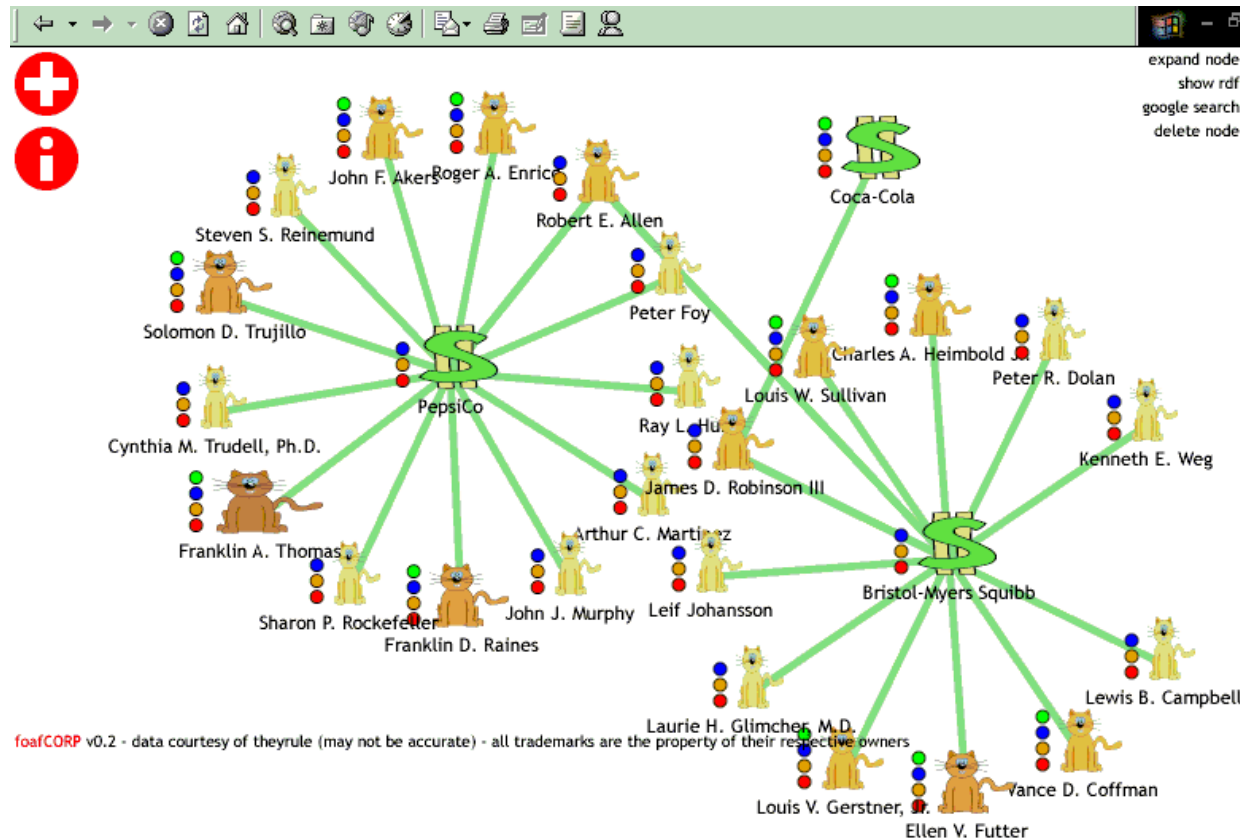 expand node
show rdf
google search
delete node
John F. Akers
Roger A. Enrico
Robert E. Allen
Coca-Cola
Steven S. Reinemund
Peter Foy
Solomon D. Trujillo
Charles A. Heimbold Jr.
Peter R. Dolan
Louis W. Sullivan
PepsiCo
Ray L. Hunt
Cynthia M. Trudell, Ph.D.
Kenneth E. Weg
James D. Robinson III
Arthur C. Martinez
Franklin A. Thomas
Bristol-Myers Squibb
Leif Johansson
John J. Murphy
Sharon P. Rockefeller
Franklin D. Raines
Lewis B. Campbell
Laurie H. Glimcher, M.D.
foafCORP v0.2 - data courtesy of theyrule (may not be accurate) - all trademarks are the property of their respective owners
Vance D. Coffman
Louis V. Gerstner, Jr.
Ellen V. Futter